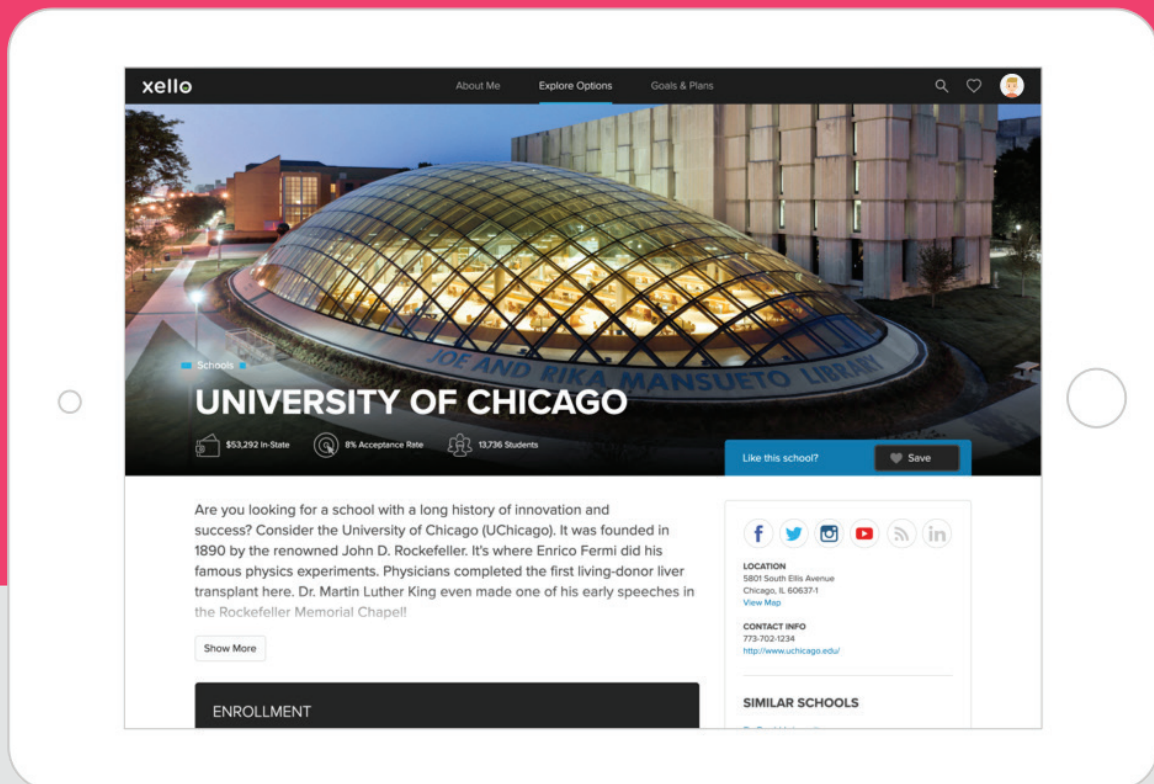 xello
About Me
Explore Options
Goals & Plans
JOE AND RIKA MANSUETO LIBRARY
Schools
UNIVERSITY OF CHICAGO
$53,292 In-State
8% Acceptance Rate
13,736 Students
Like this school?
Save
Are you looking for a school with a long history of innovation and
success? Consider the University of Chicago (UChicago). It was founded in
1890 by the renowned John D. Rockefeller. It's where Enrico Fermi did his
famous physics experiments. Physicians completed the first living-donor liver
transplant here. Dr. Martin Luther King even made one of his early speeches in
the Rockefeller Memorial Chapel!
Show More
ENROLLMENT
LOCATION
5801 South Ellis Avenue
Chicago, IL 60637-1
View Map
CONTACT INFO
773-702-1234
http://www.uchicago.edu/
SIMILAR SCHOOLS